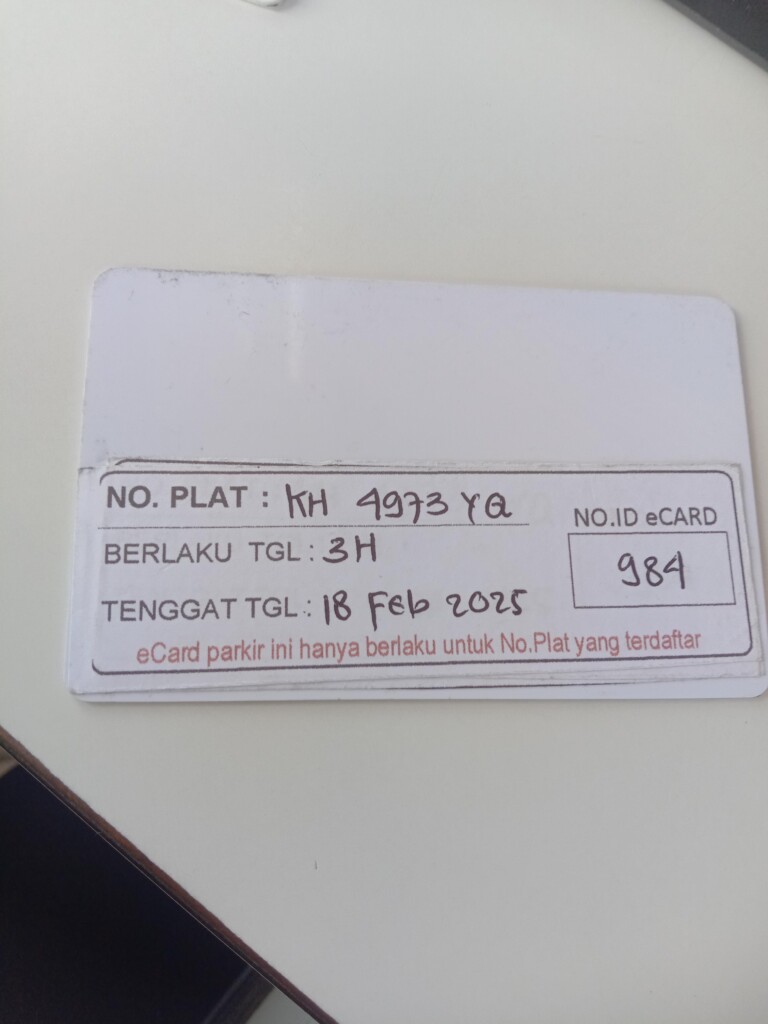 NO. PLAT : KH 4973 YQ
NO.ID eCARD
BERLAKU TGL : 3H
984
TENGGAT TGL : 18 Feb 2025
eCard parkir ini hanya berlaku untuk No.Plat yang terdaftar